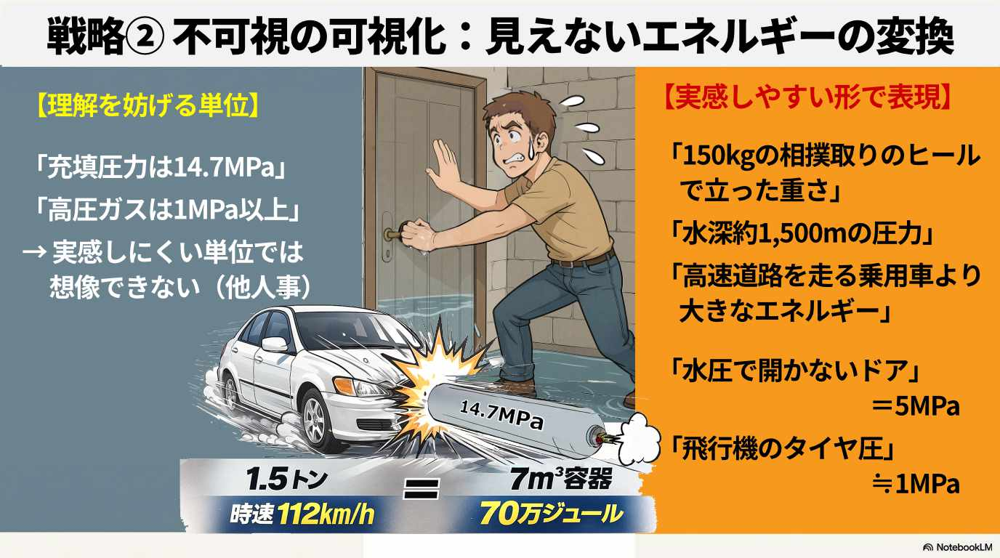 戦略② 不可視の可視化：見えないエネルギーの変換
【理解を妨げる単位】
「充填圧力は14.7MPa」
「高圧ガスは1MPa以上」
→ 実感しにくい単位では
想像できない（他人事）
14.7MPa
1.5トン
時速112km/h
=
7m³容器
70万ジュール
【実感しやすい形で表現】
「150kgの相撲取りのヒール
で立った重さ」
「水深約1,500mの圧力」
「高速道路を走る乗用車より
大きなエネルギー」
「水圧で開かないドア」
＝5MPa
「飛行機のタイヤ圧」
≒1MPa
NotebookLM